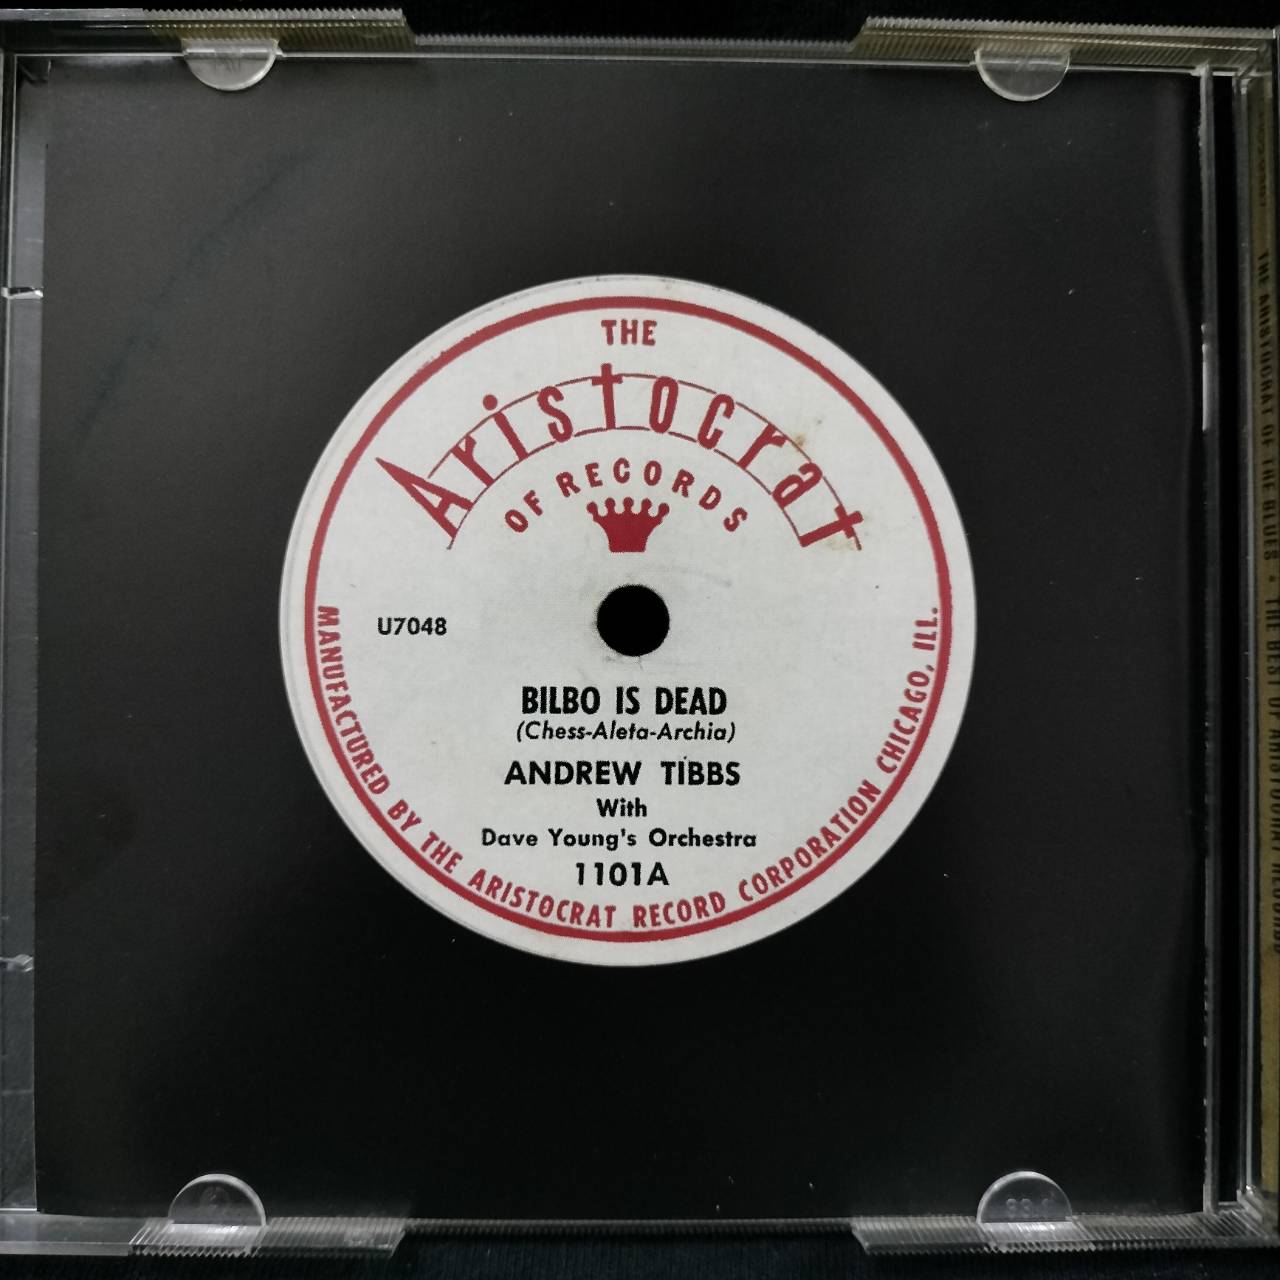 THE
Aristocrat
OF RECORDS
U7048
BILBO IS DEAD
(Chess-Aleta-Archia)
ANDREW TIBBS
With
Dave Young's Orchestra
1101A
MANUFACTURED BY THE ARISTOCRAT RECORD CORPORATION CHICAGO, ILL.
THE ARISTOCRAT OF THE BLUES • THE BEST OF ARISTOCRAT RECORDS